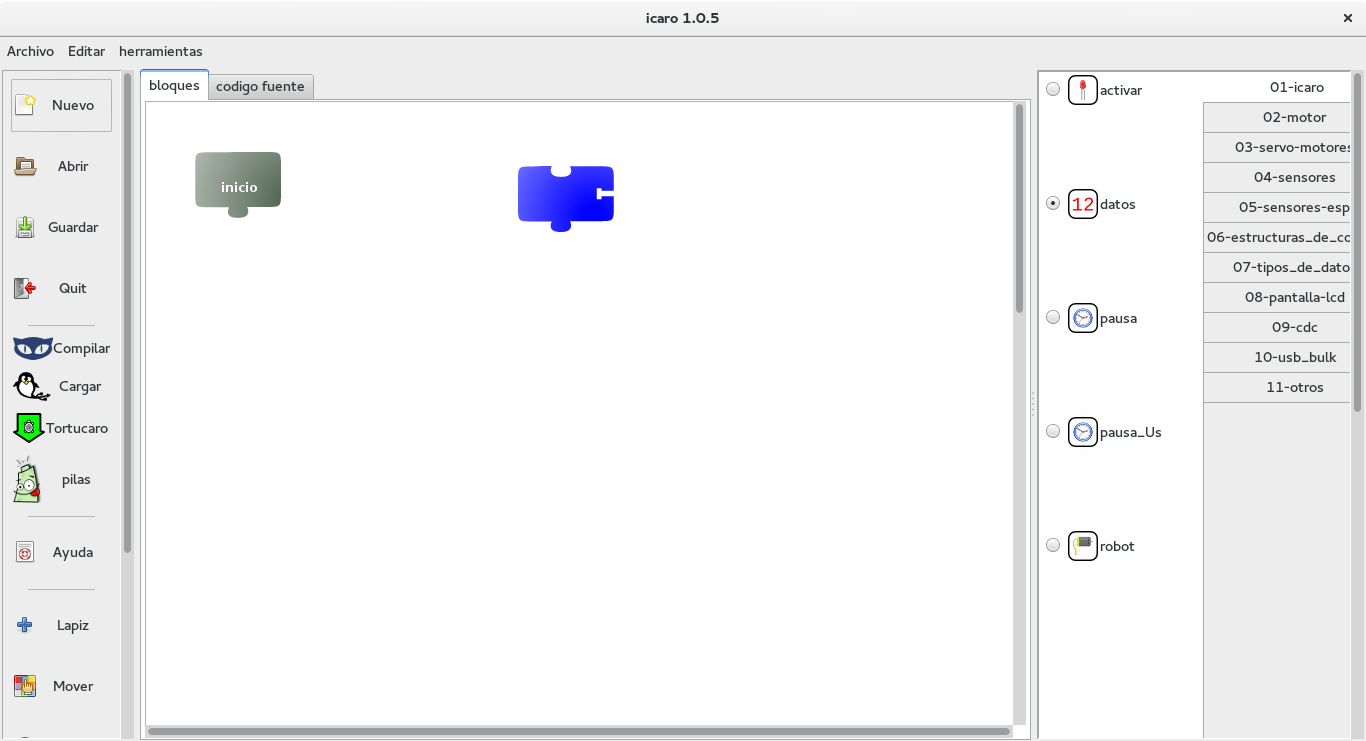 icaro 1.0.5
Archivo Editar herramientas
Nuevo
Abrir
Guardar
Quit
Compilar
Cargar
Tortucaro
pilas
Ayuda
Lapiz
Mover
bloques codigo fuente
inicio
activar
12 datos
pausa
pausa_Us
robot
01-icaro
02-motor
03-servo-motores
04-sensores
05-sensores-esp
06-estructuras_de_co
07-tipos_de_dato
08-pantalla-lcd
09-cdc
10-usb_bulk
11-otros